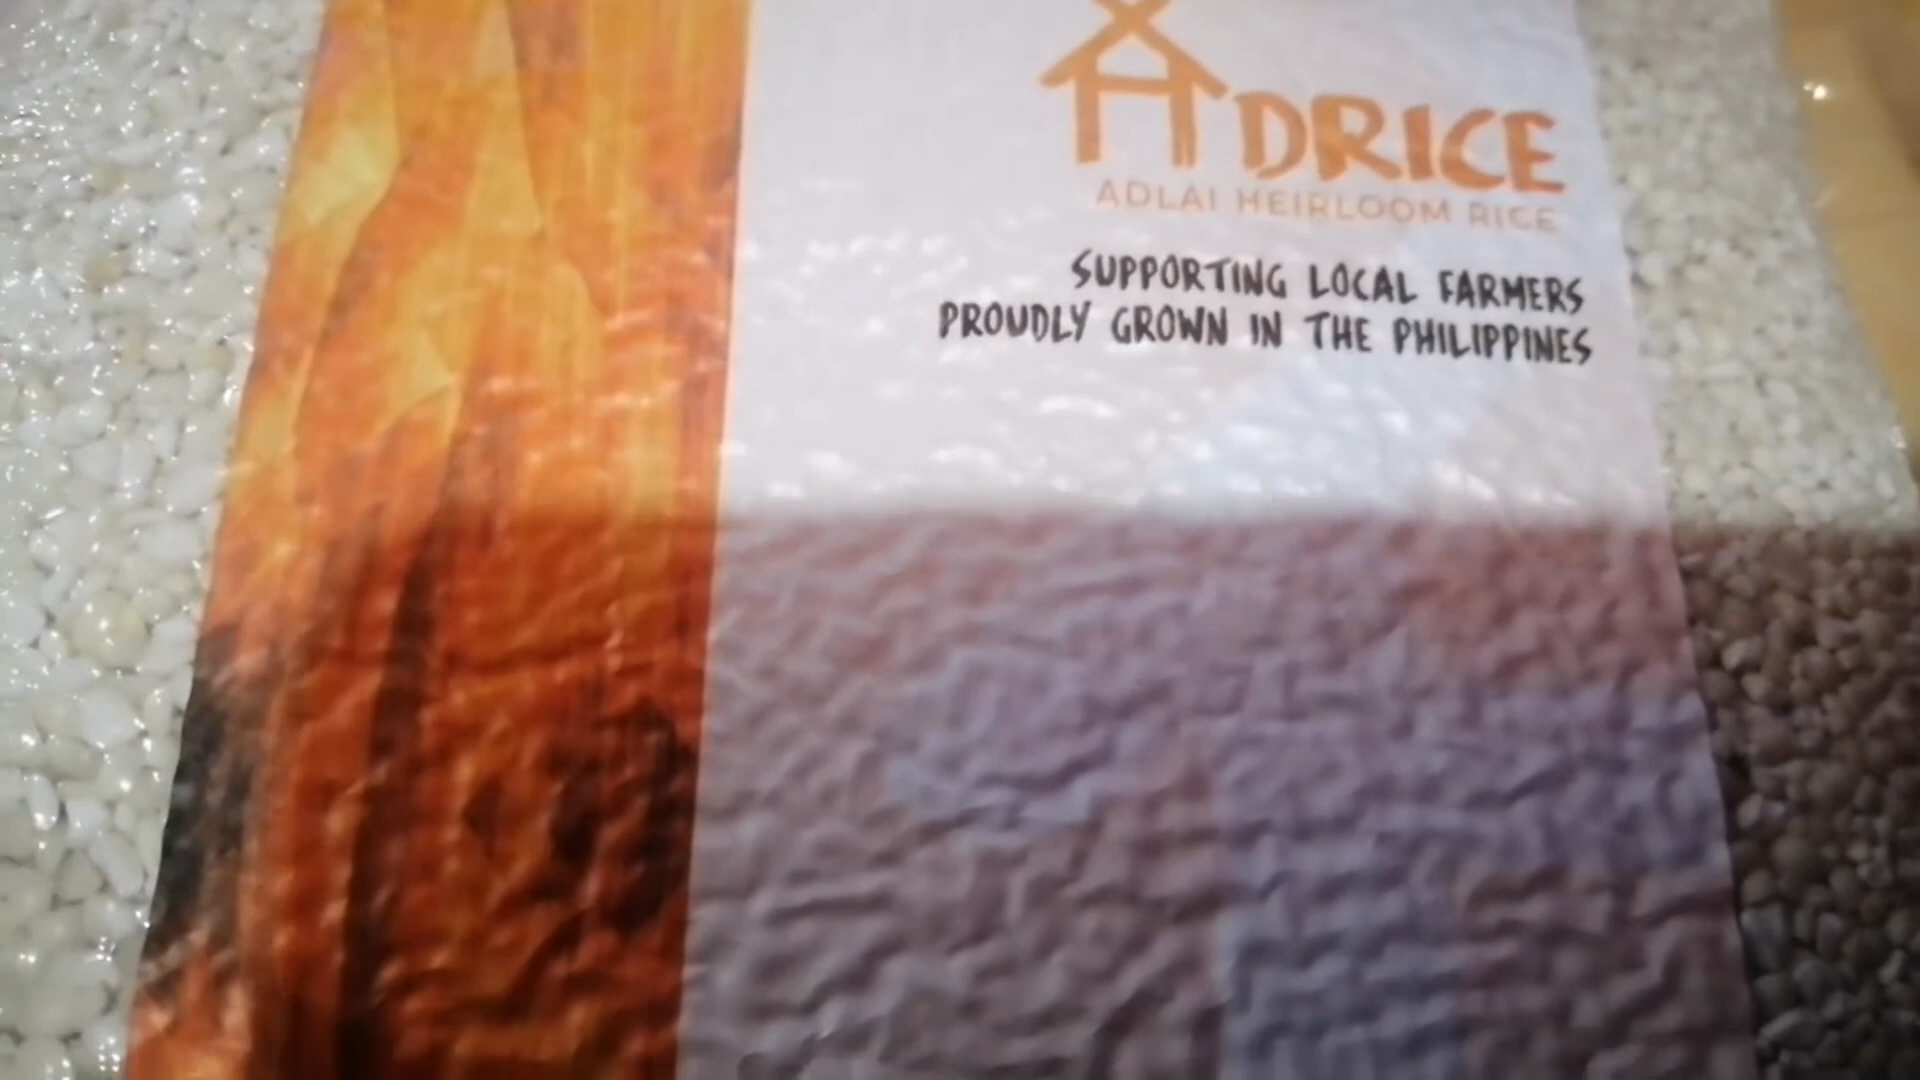 ADRICE
ADLAI HEIRLOOM RICE
SUPPORTING LOCAL FARMERS
PROUDLY GROWN IN THE PHILIPPINES